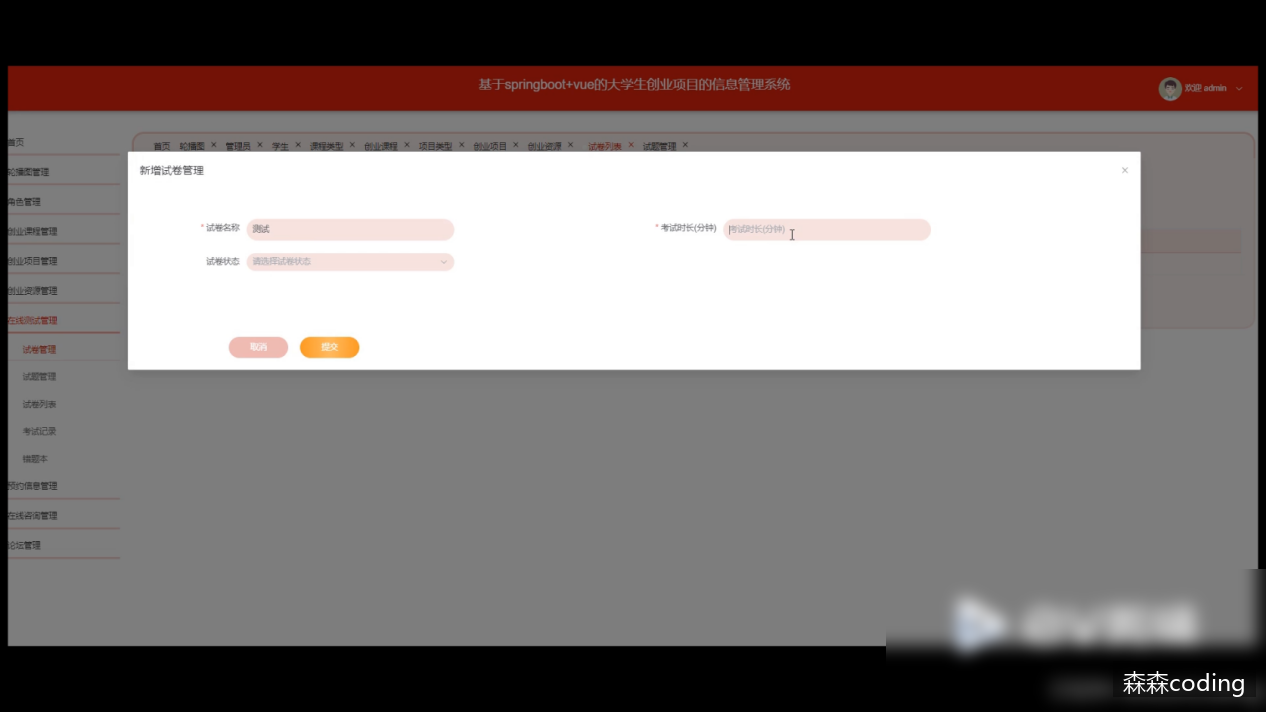 基于springboot+vue的大学生创业项目的信息管理系统
欢迎 admin
首页
轮播图管理
角色管理
创业课程管理
创业项目管理
创业资源管理
在线测试管理
试卷管理
试题管理
试卷列表
考试记录
错题本
预约信息管理
在线咨询管理
论坛管理
首页 轮播图 × 管理员 × 学生 × 课程类型 × 创业课程 × 项目类型 × 创业项目 × 创业资源 × 试卷列表 × 试题管理 ×
新增试卷管理 ×
* 试卷名称 测试
* 考试时长(分钟) 考试时长(分钟)
试卷状态 请选择试卷状态
取消 提交
森森coding